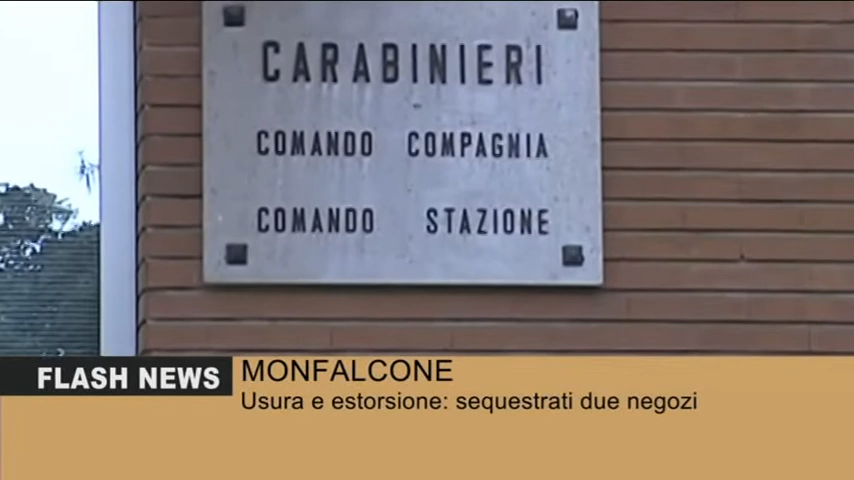 CARABINIERI
COMANDO COMPAGNIA
COMANDO STAZIONE
FLASH NEWS
MONFALCONE
Usura e estorsione: sequestrati due negozi